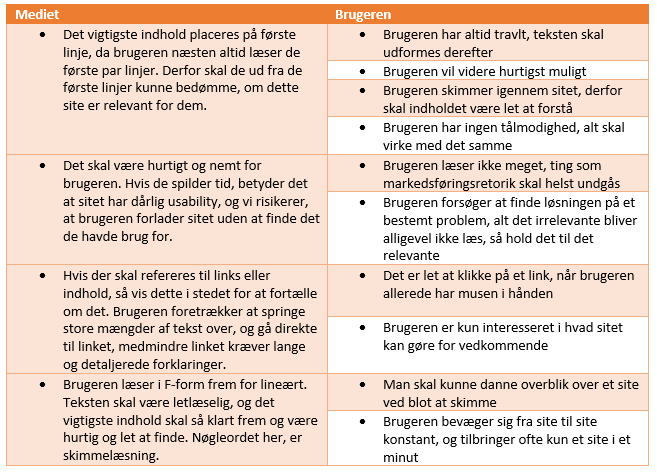 Mediet
Brugeren
• Det vigtigste indhold placeres på første
linje, da brugeren næsten altid læser de
første par linjer. Derfor skal de ud fra de
første linjer kunne bedømme, om dette
site er relevant for dem.
• Brugeren har altid travlt, teksten skal
udformes derefter
• Brugeren vil videre hurtigst muligt
• Brugeren skimmer igennem sitet, derfor
skal indholdet være let at forstå
• Brugeren har ingen tålmodighed, alt skal
virke med det samme
• Det skal være hurtigt og nemt for
brugeren. Hvis de spilder tid, betyder det
at sitet har dårlig usability, og vi risikerer,
at brugeren forlader sitet uden at finde det
de havde brug for.
• Brugeren læser ikke meget, ting som
markedsføringsretorik skal helst undgås
• Brugeren forsøger at finde løsningen på et
bestemt problem, alt det irrelevante bliver
alligevel ikke læs, så hold det til det
relevante
• Hvis der skal refereres til links eller
indhold, så vis dette i stedet for at fortælle
om det. Brugeren foretrækker at springe
store mængder af tekst over, og gå direkte
til linket, medmindre linket kræver lange
og detaljerede forklaringer.
• Det er let at klikke på et link, når brugeren
allerede har musen i hånden
• Brugeren er kun interesseret i hvad sitet
kan gøre for vedkommende
• Brugeren læser i F-form frem for lineært.
Teksten skal være letlæselig, og det
vigtigste indhold skal så klart frem og være
hurtig og let at finde. Nøgleordet her, er
skimmelæsning.
• Man skal kunne danne overblik over et site
ved blot at skimme
• Brugeren bevæger sig fra site til site
konstant, og tilbringer ofte kun et site i et
minut